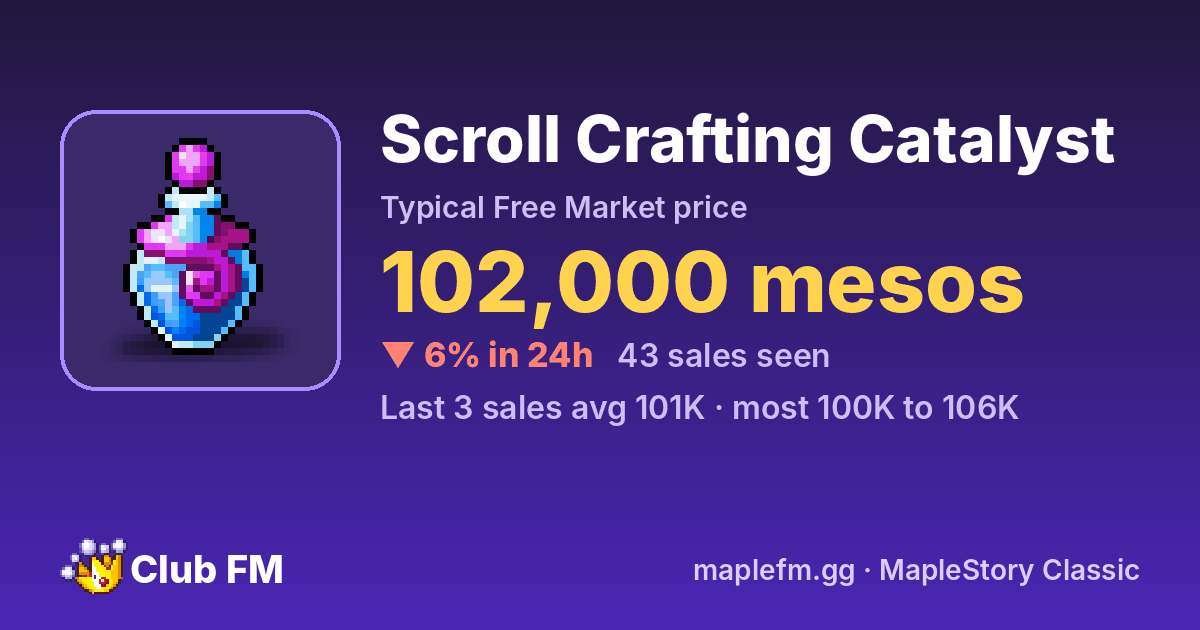 Scroll Crafting Catalyst
Typical Free Market price
102,000 mesos
▼ 6% in 24h 43 sales seen
Last 3 sales avg 101K · most 100K to 106K
Club FM
maplefm.gg · MapleStory Classic